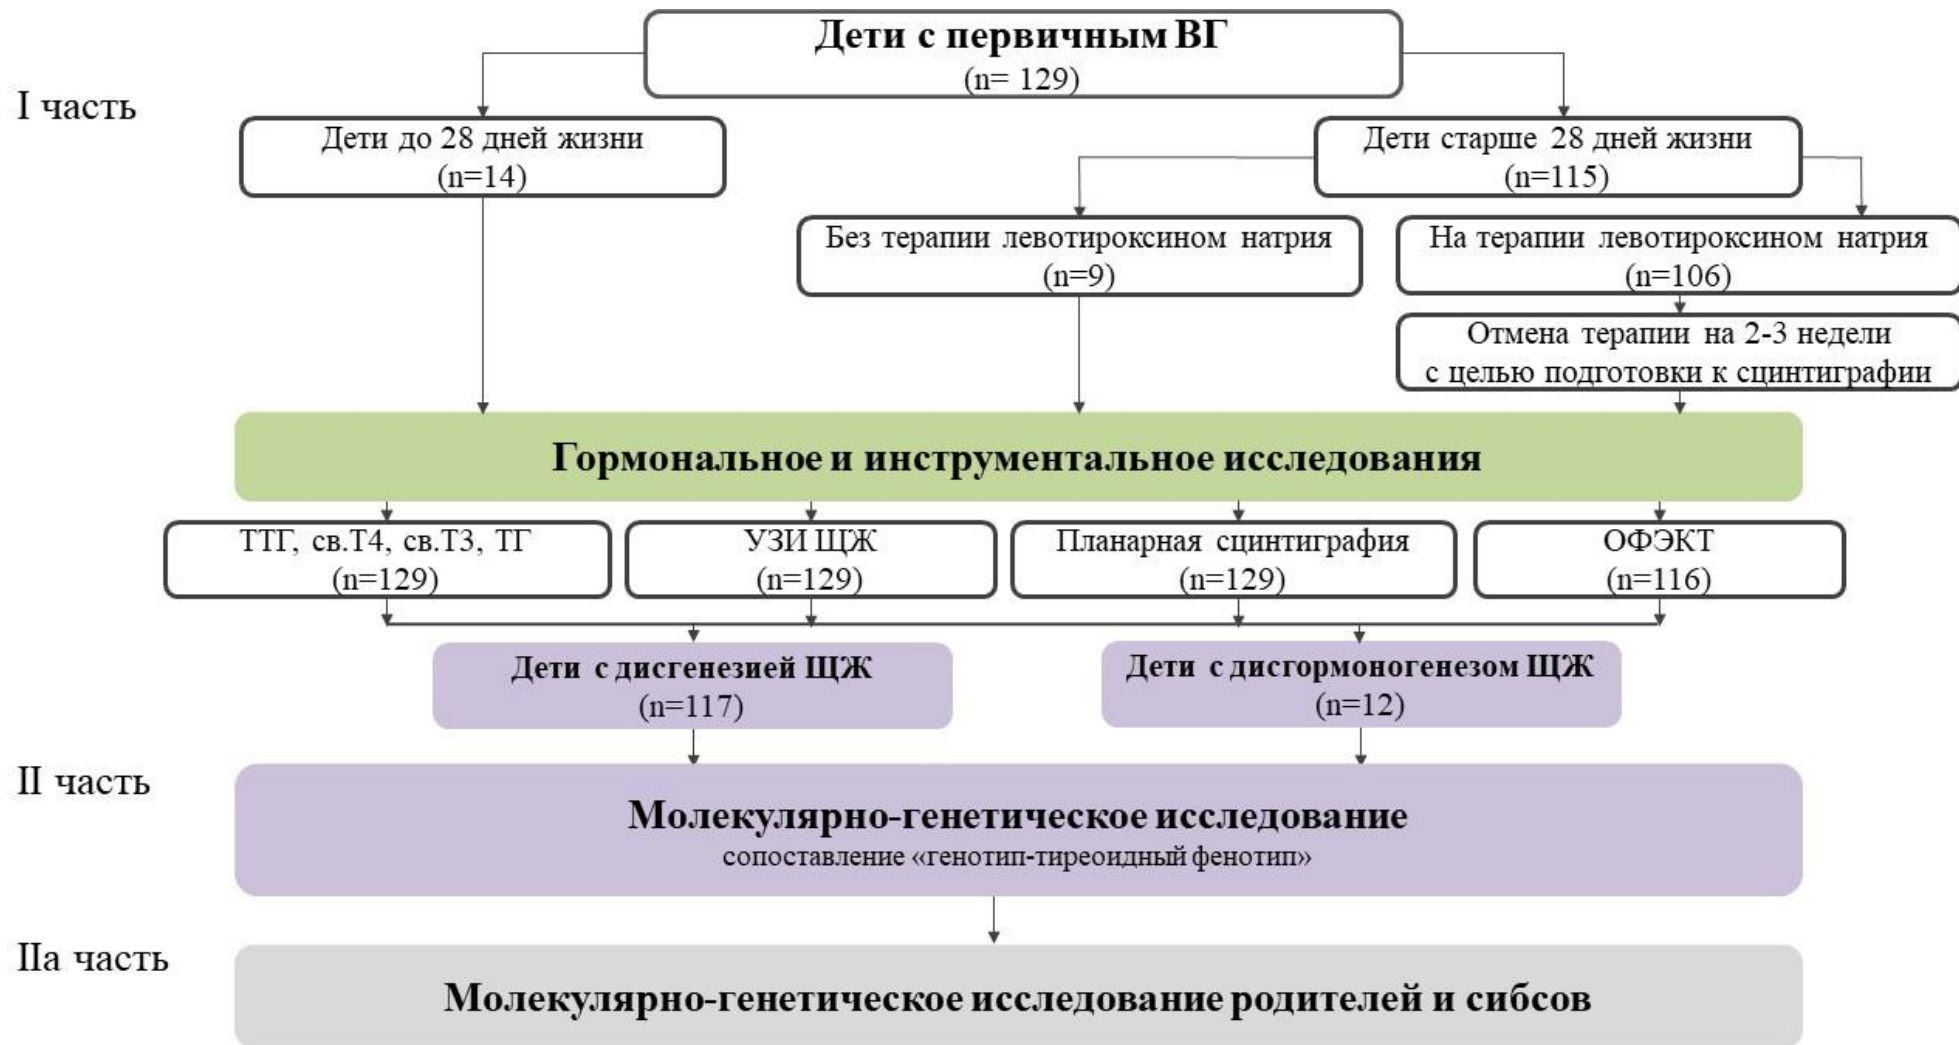 Дети с первичным ВГ
(n= 129)
I часть
Дети до 28 дней жизни
(n=14)
Дети старше 28 дней жизни
(n=115)
Без терапии левотироксином натрия
(n=9)
На терапии левотироксином натрия
(n=106)
Отмена терапии на 2-3 недели
с целью подготовки к сцинтиграфии
Гормональное и инструментальное исследования
ТТГ, св.Т4, св.Т3, ТГ
(n=129)
УЗИ ЩЖ
(n=129)
Планарная сцинтиграфия
(n=129)
ОФЭКТ
(n=116)
Дети с дисгенезией ЩЖ
(n=117)
Дети с дисгормоногенезом ЩЖ
(n=12)
II часть
Молекулярно-генетическое исследование
сопоставление «генотип-тиреоидный фенотип»
IIа часть
Молекулярно-генетическое исследование родителей и сибсов